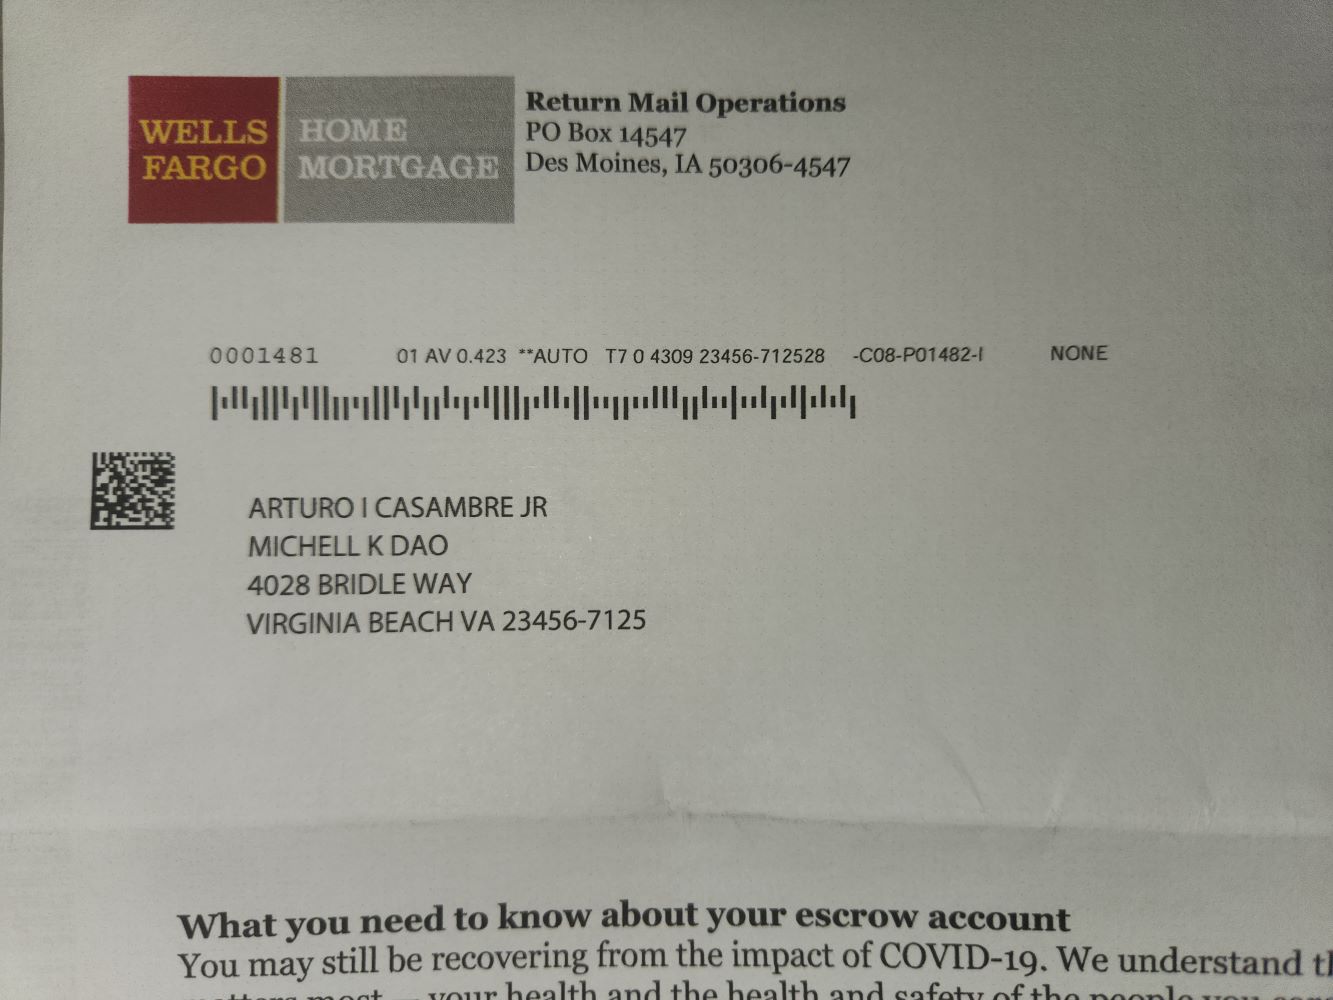 WELLS
FARGO
HOME
MORTGAGE
Return Mail Operations
PO Box 14547
Des Moines, IA 50306-4547
0001481 01 AV 0.423 **AUTO T7 0 4309 23456-712528 -C08-P01482-I NONE
ARTURO I CASAMBRE JR
MICHELL K DAO
4028 BRIDLE WAY
VIRGINIA BEACH VA 23456-7125
What you need to know about your escrow account
You may still be recovering from the impact of COVID-19. We understand
your health and the health and safety of the people you